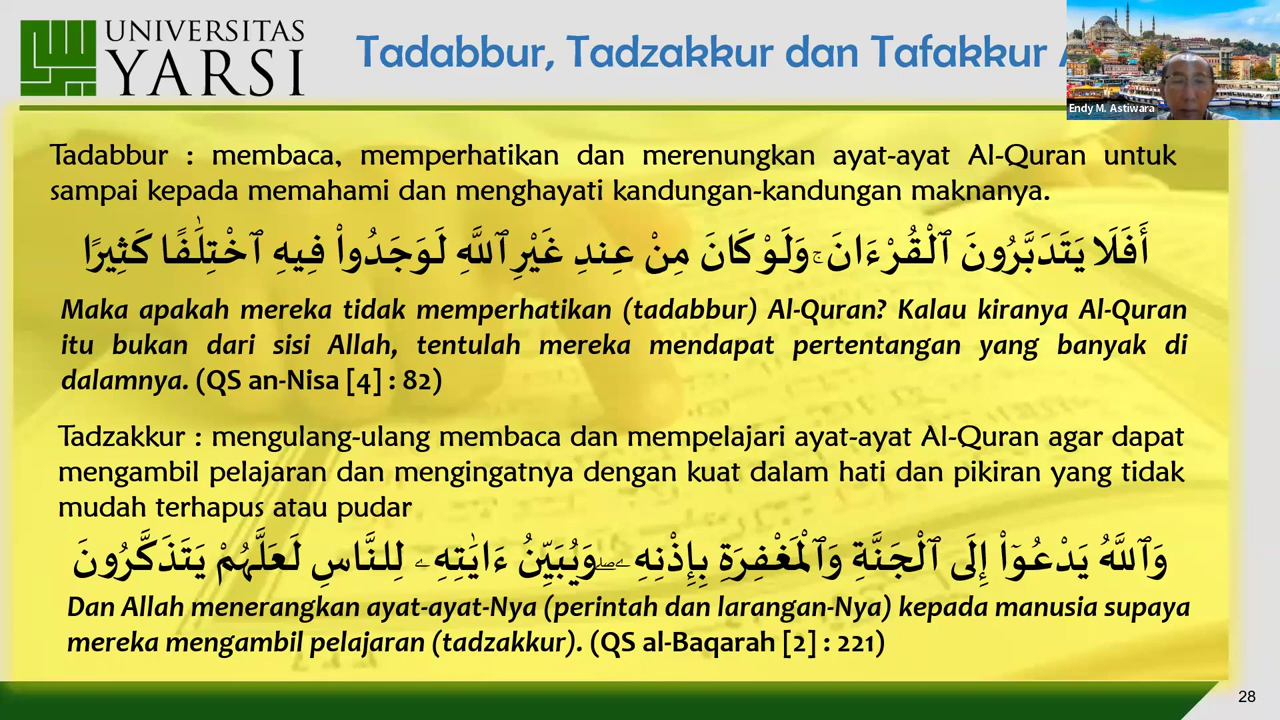 UNIVERSITAS
YARSI
Tadabbur, Tadzakkur dan Tafakkur
Endy M. Astiwara
Tadabbur : membaca, memperhatikan dan merenungkan ayat-ayat Al-Quran untuk
sampai kepada memahami dan menghayati kandungan-kandungan maknanya.
أَفَلَا يَتَدَبَّرُونَ ٱلْقُرْءَانَ ۚ وَلَوْ كَانَ مِنْ عِندِ غَيْرِ ٱللَّهِ لَوَجَدُوا۟ فِيهِ ٱخْتِلَٰفًا كَثِيرًا
Maka apakah mereka tidak memperhatikan (tadabbur) Al-Quran? Kalau kiranya Al-Quran
itu bukan dari sisi Allah, tentulah mereka mendapat pertentangan yang banyak di
dalamnya. (QS an-Nisa [4] : 82)
Tadzakkur : mengulang-ulang membaca dan mempelajari ayat-ayat Al-Quran agar dapat
mengambil pelajaran dan mengingatnya dengan kuat dalam hati dan pikiran yang tidak
mudah terhapus atau pudar
وَٱللَّهُ يَدْعُوٓا۟ إِلَى ٱلْجَنَّةِ وَٱلْمَغْفِرَةِ بِإِذْنِهِۦ ۖ وَيُبَيِّنُ ءَايَٰتِهِۦ لِلنَّاسِ لَعَلَّهُمْ يَتَذَكَّرُونَ
Dan Allah menerangkan ayat-ayat-Nya (perintah dan larangan-Nya) kepada manusia supaya
mereka mengambil pelajaran (tadzakkur). (QS al-Baqarah [2] : 221)
28